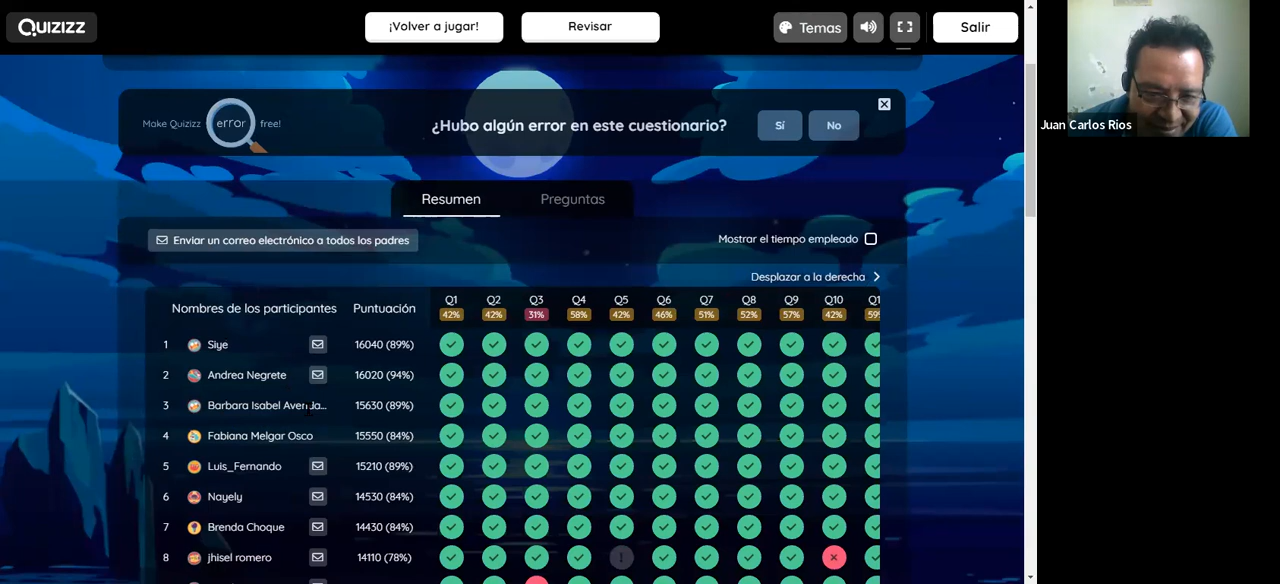 QUIZIZZ
¡Volver a jugar!
Revisar
Temas
Salir
Make Quizizz error free!
¿Hubo algún error en este cuestionario?
Sí
No
Juan Carlos Rios
Resumen
Preguntas
Enviar un correo electrónico a todos los padres
Mostrar el tiempo empleado
Desplazar a la derecha
Nombres de los participantes Puntuación Q1 Q2 Q3 Q4 Q5 Q6 Q7 Q8 Q9 Q10 Q1
42% 42% 31% 58% 42% 46% 51% 52% 57% 42% 59
1 Siye 16040 (89%)
2 Andrea Negrete 16020 (94%)
3 Barbara Isabel Avenda... 15630 (89%)
4 Fabiana Melgar Osco 15550 (84%)
5 Luis_Fernando 15210 (89%)
6 Nayely 14530 (84%)
7 Brenda Choque 14430 (84%)
8 jhisel romero 14110 (78%)